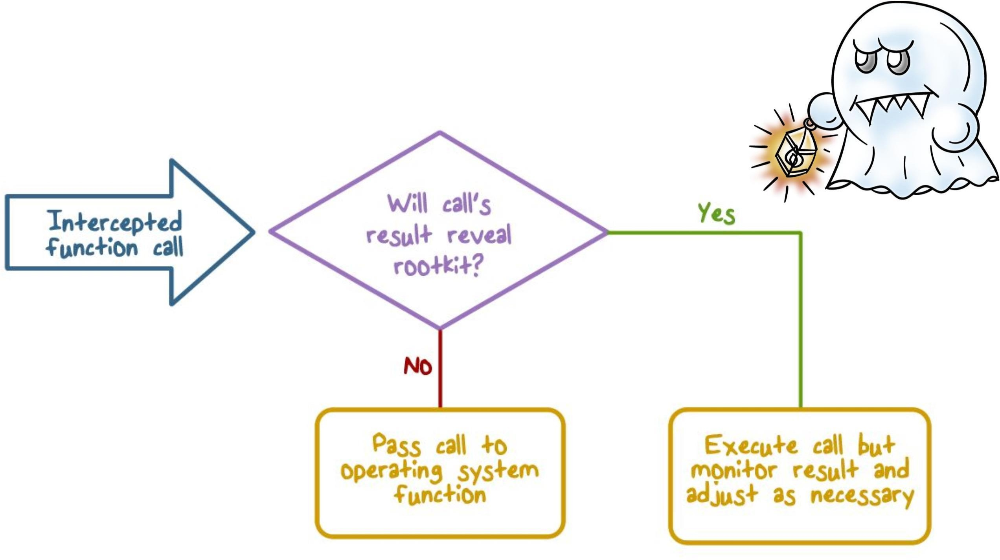 Intercepted
function call
Will call's
result reveal
rootkit?
Yes
No
Pass call to
operating system
function
Execute call but
monitor result and
adjust as necessary